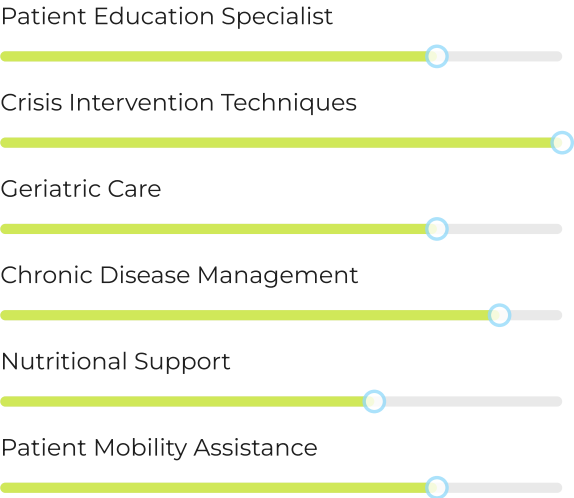 Patient Education Specialist
Crisis Intervention Techniques
Geriatric Care
Chronic Disease Management
Nutritional Support
Patient Mobility Assistance